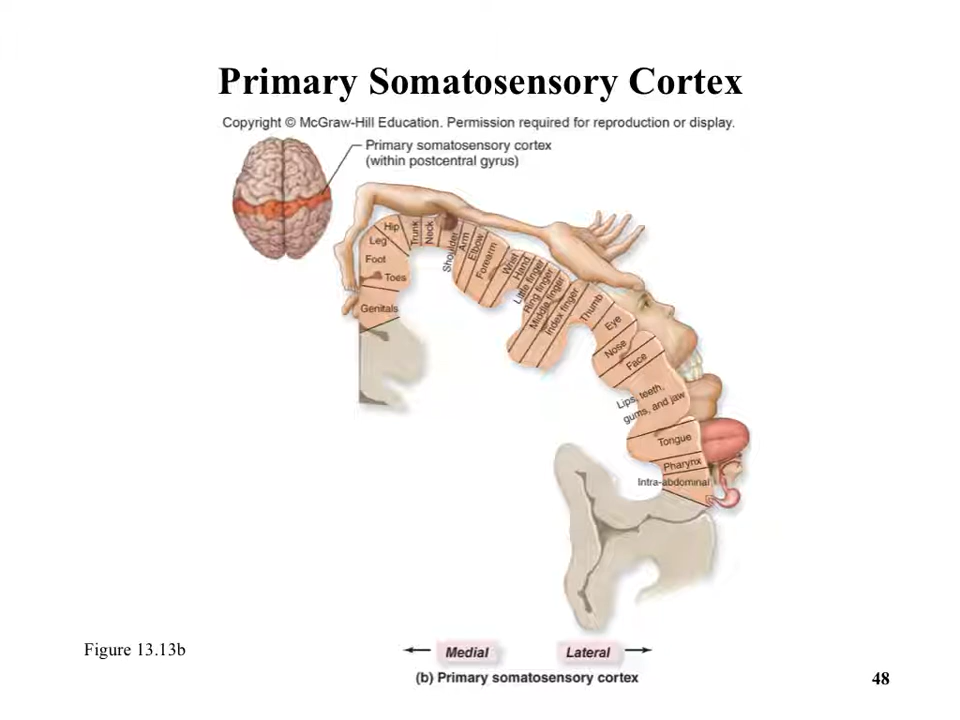 Primary Somatosensory Cortex
Copyright © McGraw-Hill Education. Permission required for reproduction or display.
Primary somatosensory cortex
(within postcentral gyrus)
Hip
Leg
Foot
Toes
Genitals
Trunk
Neck
Shoulder
Arm
Elbow
Forearm
Wrist
Hand
Little finger
Ring finger
Middle finger
Index finger
Thumb
Eye
Nose
Face
Lips, teeth,
gums, and jaw
Tongue
Pharynx
Intra-abdominal
Figure 13.13b
Medial
Lateral
(b) Primary somatosensory cortex
48